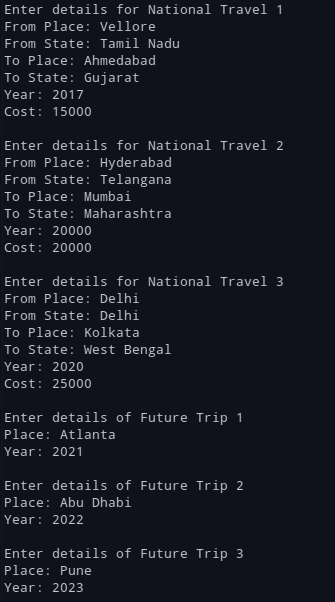 Enter details for National Travel 1
From Place: Vellore
From State: Tamil Nadu
To Place: Ahmedabad
To State: Gujarat
Year: 2017
Cost: 15000
Enter details for National Travel 2
From Place: Hyderabad
From State: Telangana
To Place: Mumbai
To State: Maharashtra
Year: 20000
Cost: 20000
Enter details for National Travel 3
From Place: Delhi
From State: Delhi
To Place: Kolkata
To State: West Bengal
Year: 2020
Cost: 25000
Enter details of Future Trip 1
Place: Atlanta
Year: 2021
Enter details of Future Trip 2
Place: Abu Dhabi
Year: 2022
Enter details of Future Trip 3
Place: Pune
Year: 2023